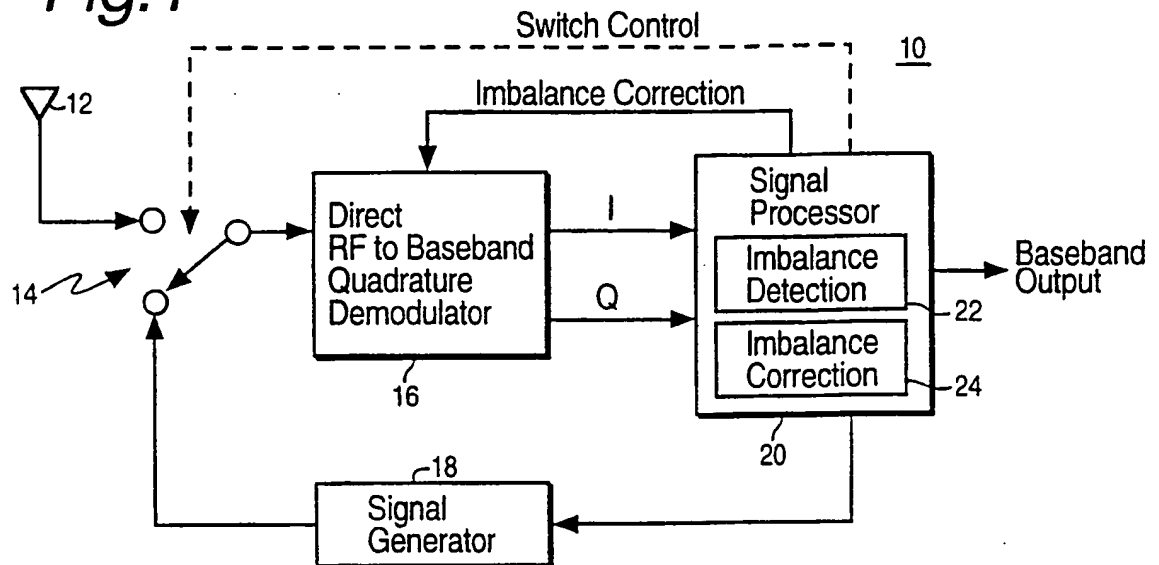 Fig.1
Switch Control
10
12
Imbalance Correction
Direct
RF to Baseband
Quadrature
Demodulator
16
I
Q
Signal
Processor
Imbalance
Detection
22
Imbalance
Correction
24
20
Baseband
Output
14
18
Signal
Generator